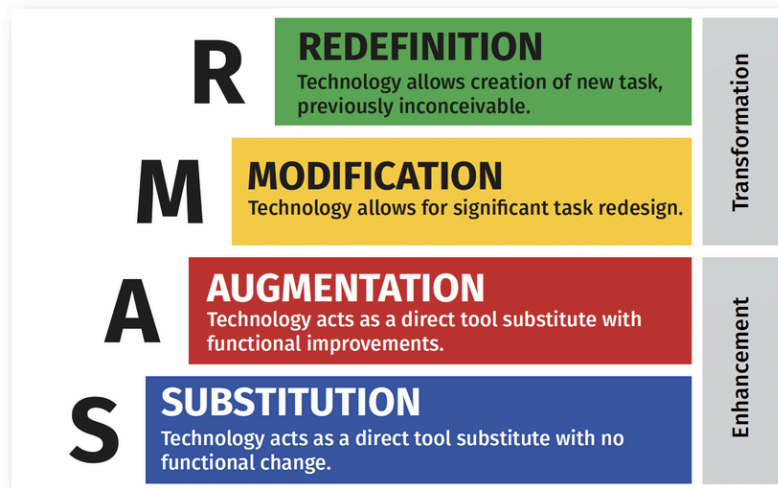 R
REDEFINITION
Technology allows creation of new task,
previously inconceivable.
Transformation
M
MODIFICATION
Technology allows for significant task redesign.
A
AUGMENTATION
Technology acts as a direct tool substitute with
functional improvements.
Enhancement
S
SUBSTITUTION
Technology acts as a direct tool substitute with no
functional change.